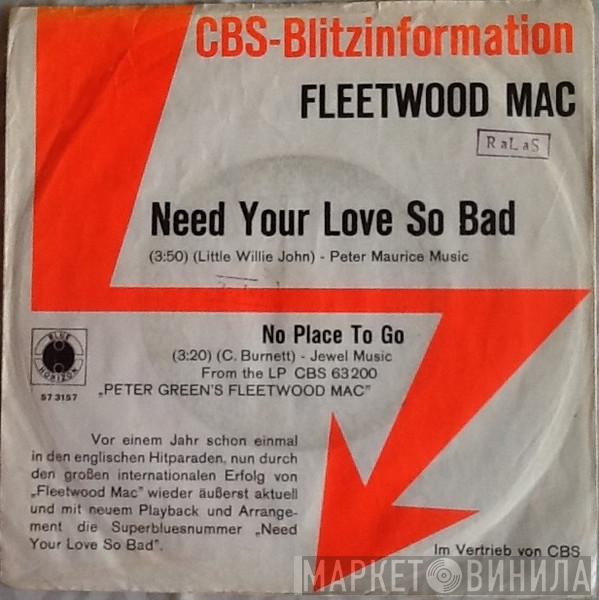 CBS-Blitzinformation
FLEETWOOD MAC
RaLaS
Need Your Love So Bad
(3:50) (Little Willie John) - Peter Maurice Music
No Place To Go
(3:20) (C. Burnett) - Jewel Music
From the LP CBS 63200
„PETER GREEN'S FLEETWOOD MAC"
BLUE
HORIZON
57 3157
Vor einem Jahr schon einmal
in den englischen Hitparaden, nun durch
den großen internationalen Erfolg von
„Fleetwood Mac" wieder äußerst aktuell
und mit neuem Playback und Arrange-
ment die Superbluesnummer „Need
Your Love So Bad".
Im Vertrieb von CBS
МАРКЕТ ВИНИЛА